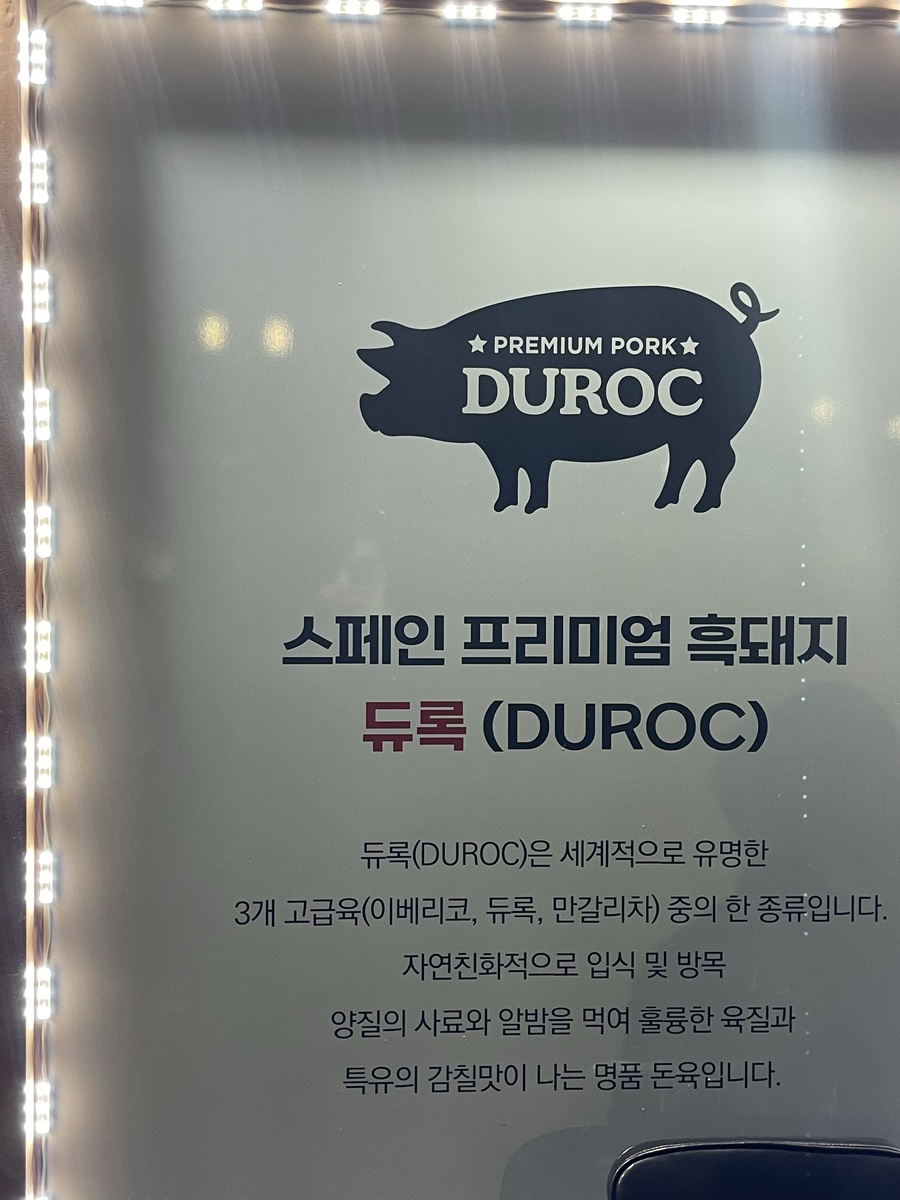 ★PREMIUM PORK★
DUROC
스페인 프리미엄 흑돼지
듀록 (DUROC)
듀록(DUROC)은 세계적으로 유명한
3개 고급육(이베리코, 듀록, 만갈리차) 중의 한 종류입니다.
자연친화적으로 입식 및 방목
양질의 사료와 알밤을 먹여 훌륭한 육질과
특유의 감칠맛이 나는 명품 돈육입니다.